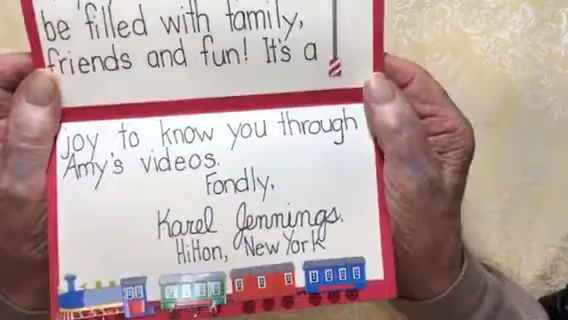 be filled with family,
friends and fun! It's a
joy to know you through
Amy's videos.
Fondly,
Karel Jennings.
Hilton, New York